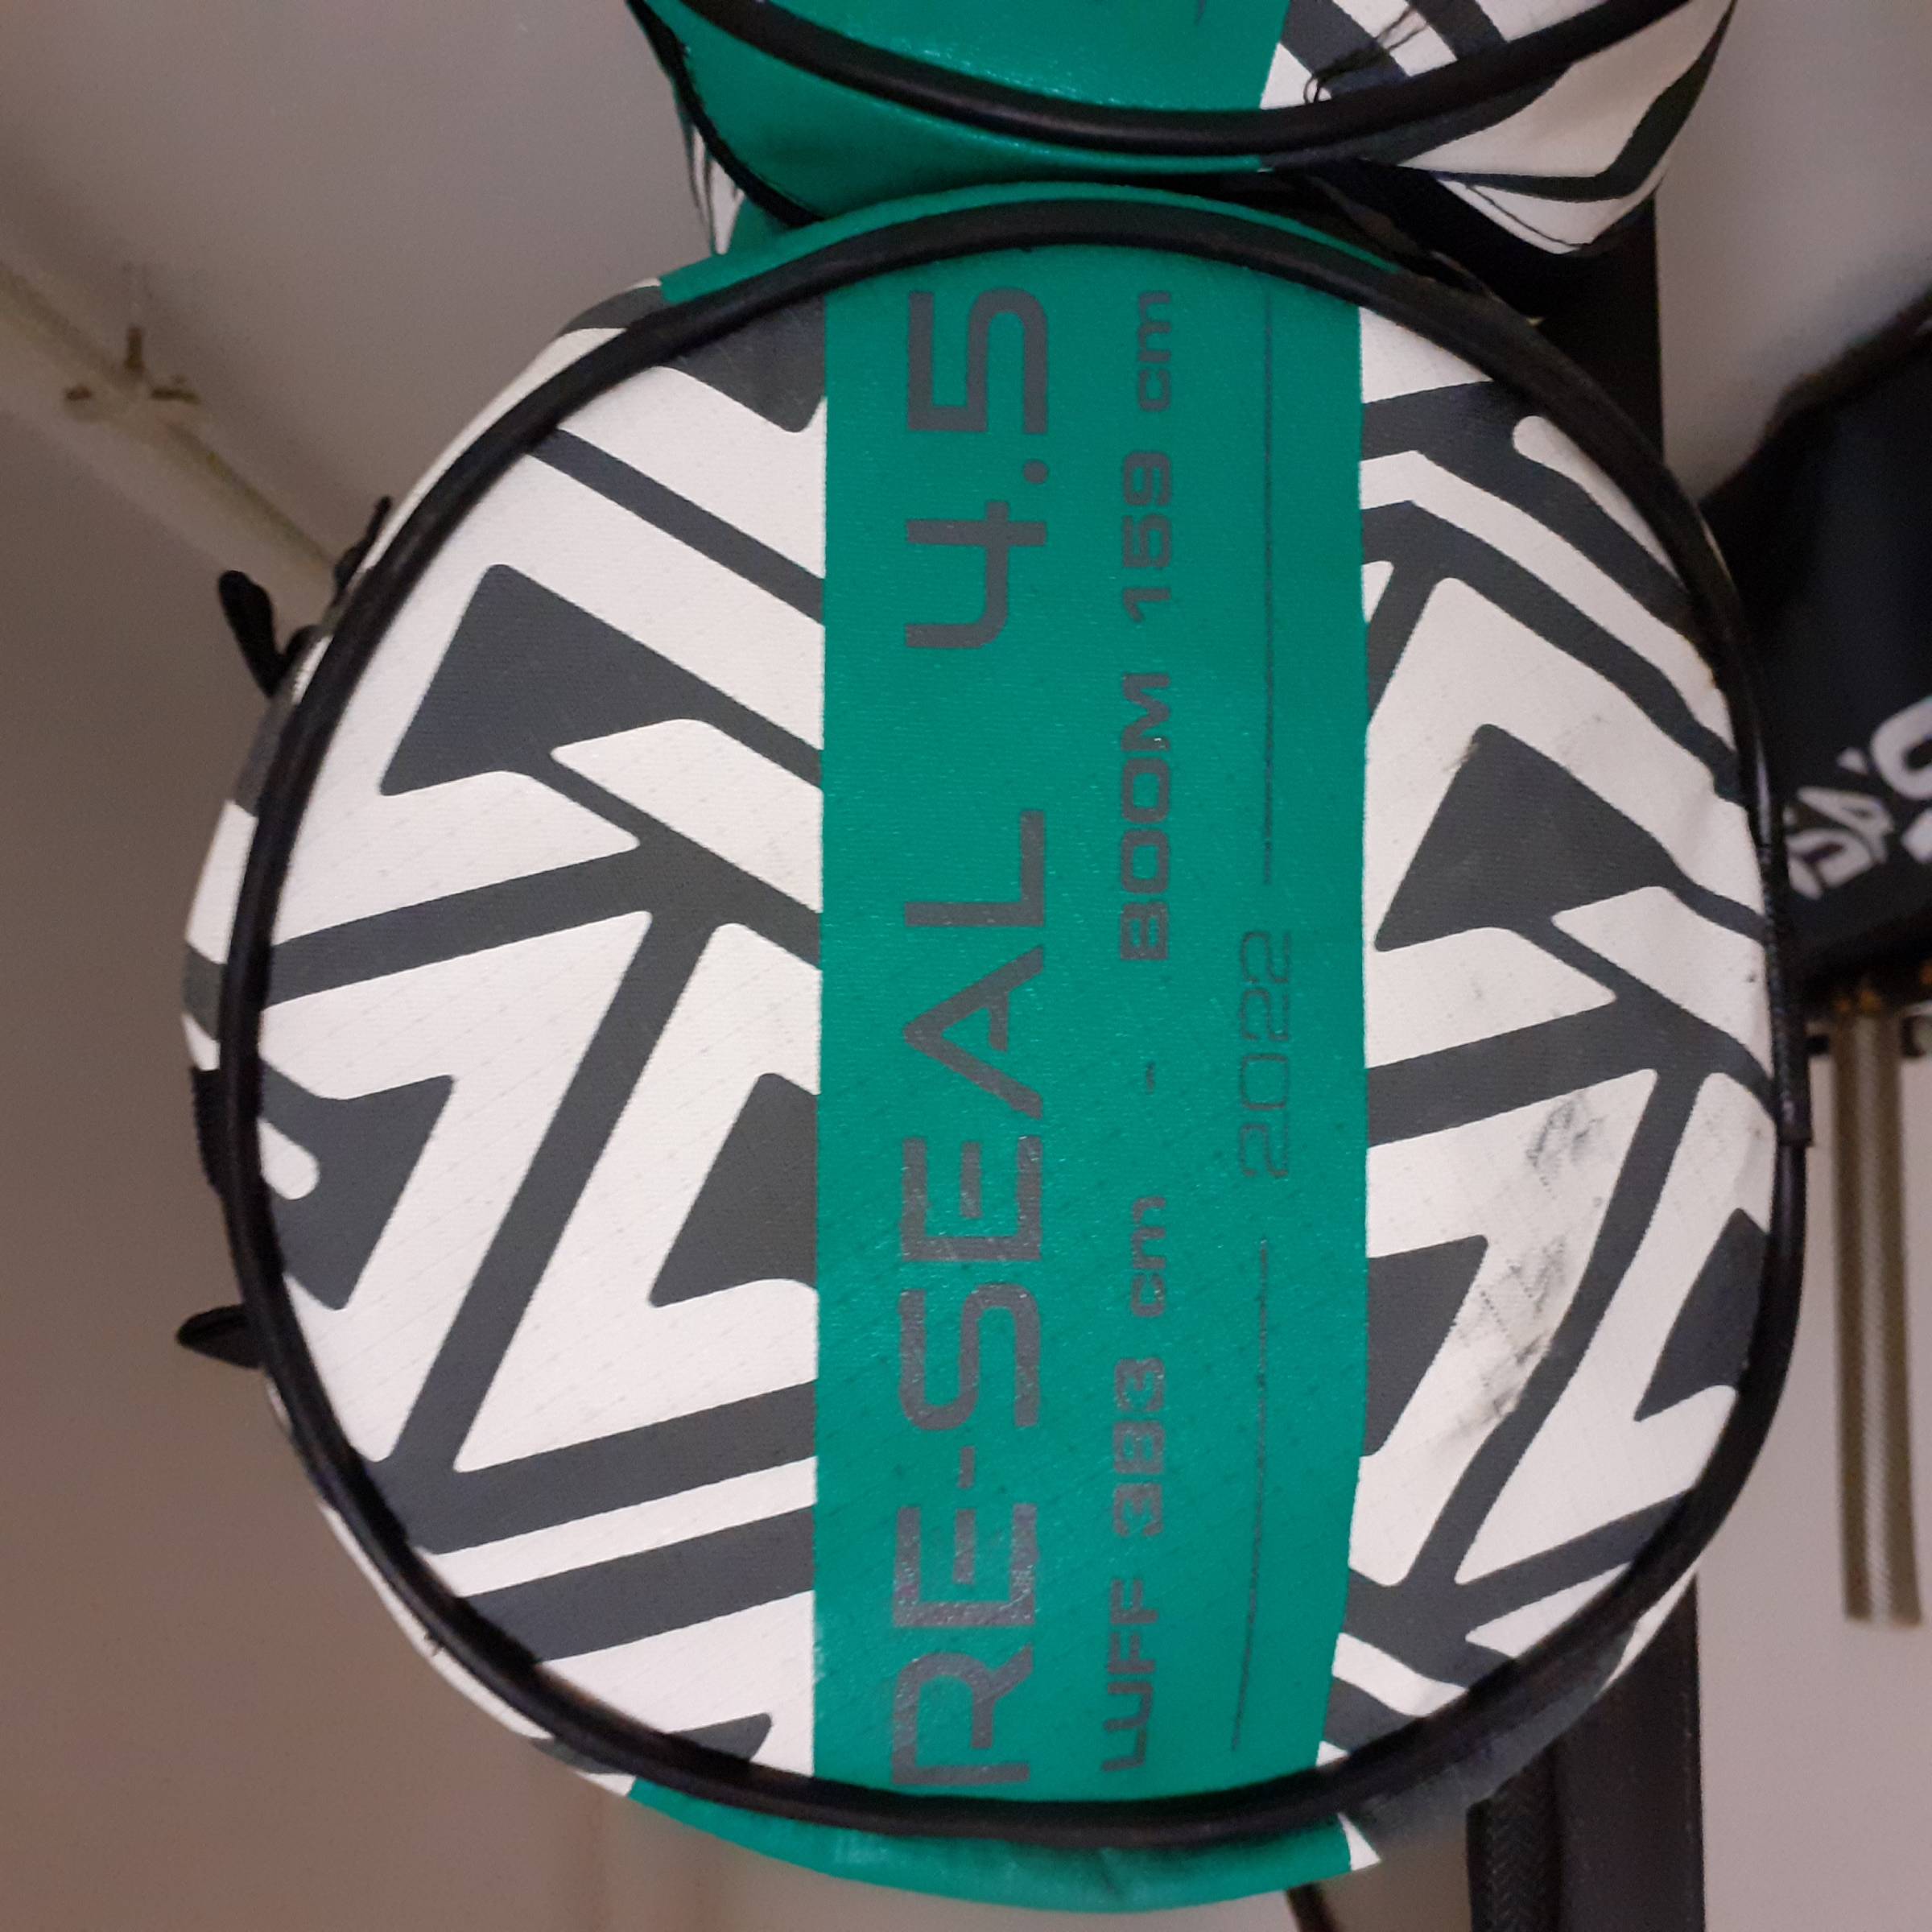 RE-SEAL 4.5
LUFF 383 cm - BOOM 159 cm
2022